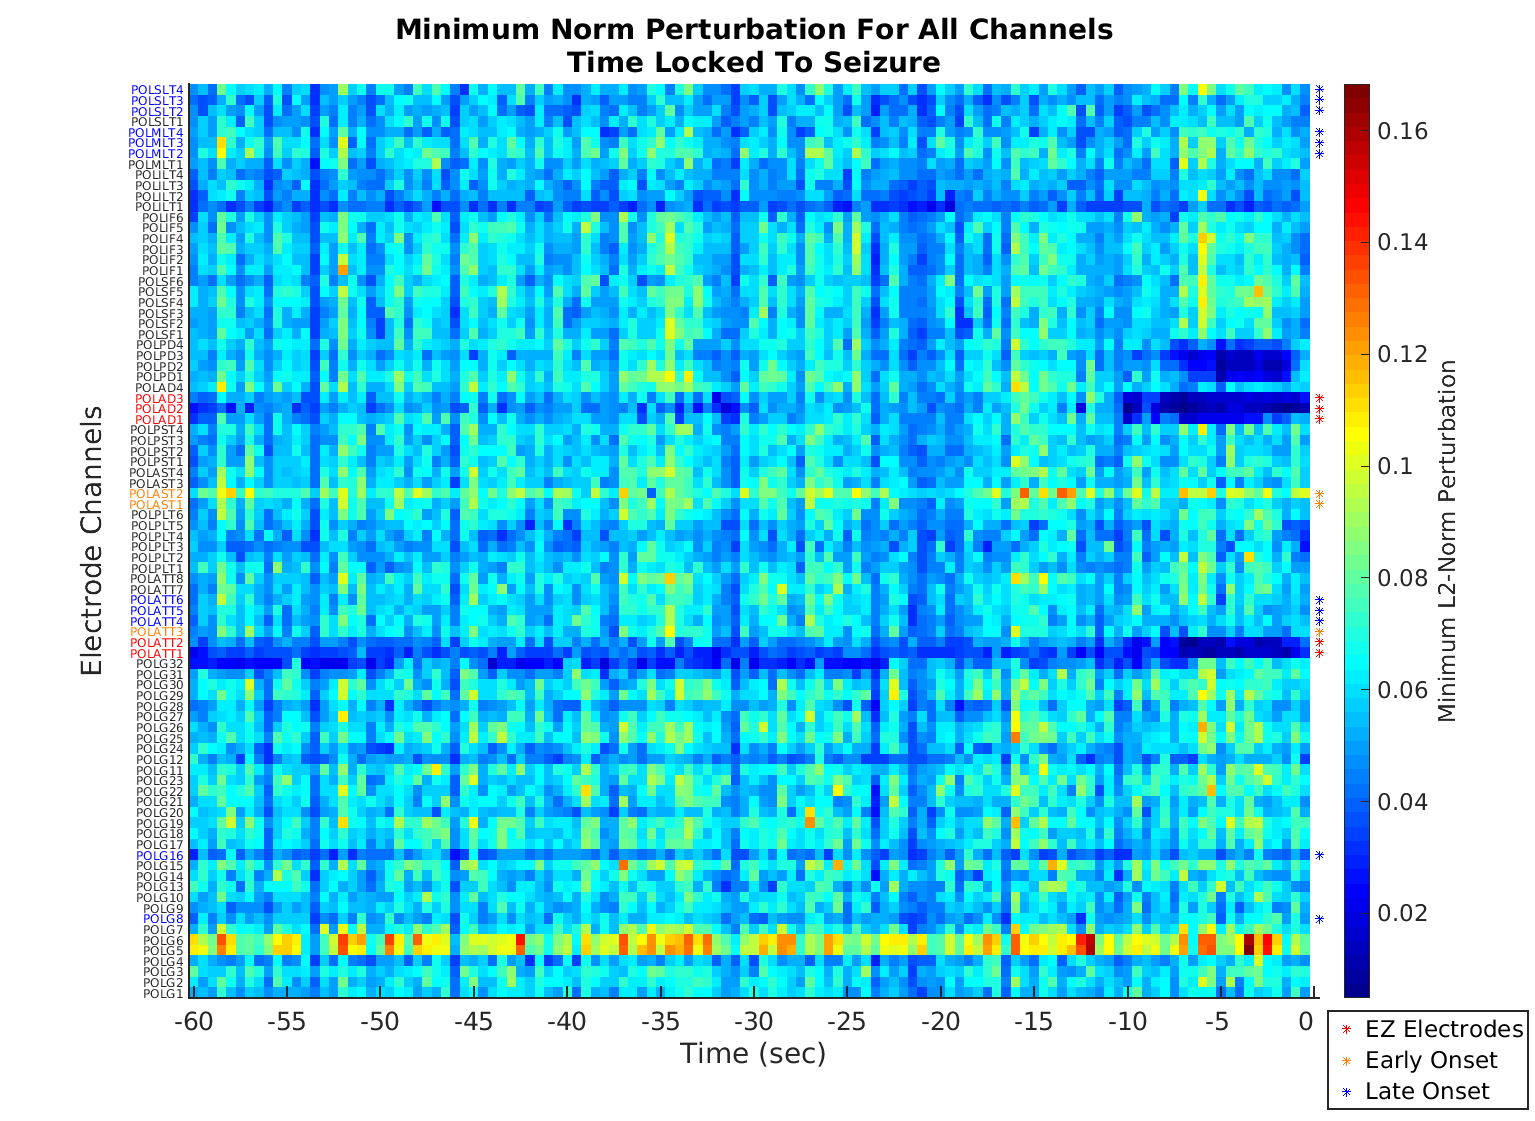 Minimum Norm Perturbation For All Channels
Time Locked To Seizure
Electrode Channels
POLSLT4
POLSLT3
POLSLT2
POLSLT1
POLMLT4
POLMLT3
POLMLT2
POLMLT1
POLILT4
POLILT3
POLILT2
POLILT1
POLIF6
POLIF5
POLIF4
POLIF3
POLIF2
POLIF1
POLSF6
POLSF5
POLSF4
POLSF3
POLSF2
POLSF1
POLPD4
POLPD3
POLPD2
POLPD1
POLAD4
POLAD3
POLAD2
POLAD1
POLPST4
POLPST3
POLPST2
POLPST1
POLAST4
POLAST3
POLAST2
POLAST1
POLPLT6
POLPLT5
POLPLT4
POLPLT3
POLPLT2
POLPLT1
POLATT8
POLATT7
POLATT6
POLATT5
POLATT4
POLATT3
POLATT2
POLATT1
POLG32
POLG31
POLG30
POLG29
POLG28
POLG27
POLG26
POLG25
POLG24
POLG12
POLG11
POLG23
POLG22
POLG21
POLG20
POLG19
POLG18
POLG17
POLG16
POLG15
POLG14
POLG13
POLG10
POLG9
POLG8
POLG7
POLG6
POLG5
POLG4
POLG3
POLG2
POLG1
-60 -55 -50 -45 -40 -35 -30 -25 -20 -15 -10 -5 0
Time (sec)
0.16
0.14
0.12
0.1
0.08
0.06
0.04
0.02
Minimum L2-Norm Perturbation
EZ Electrodes
Early Onset
Late Onset